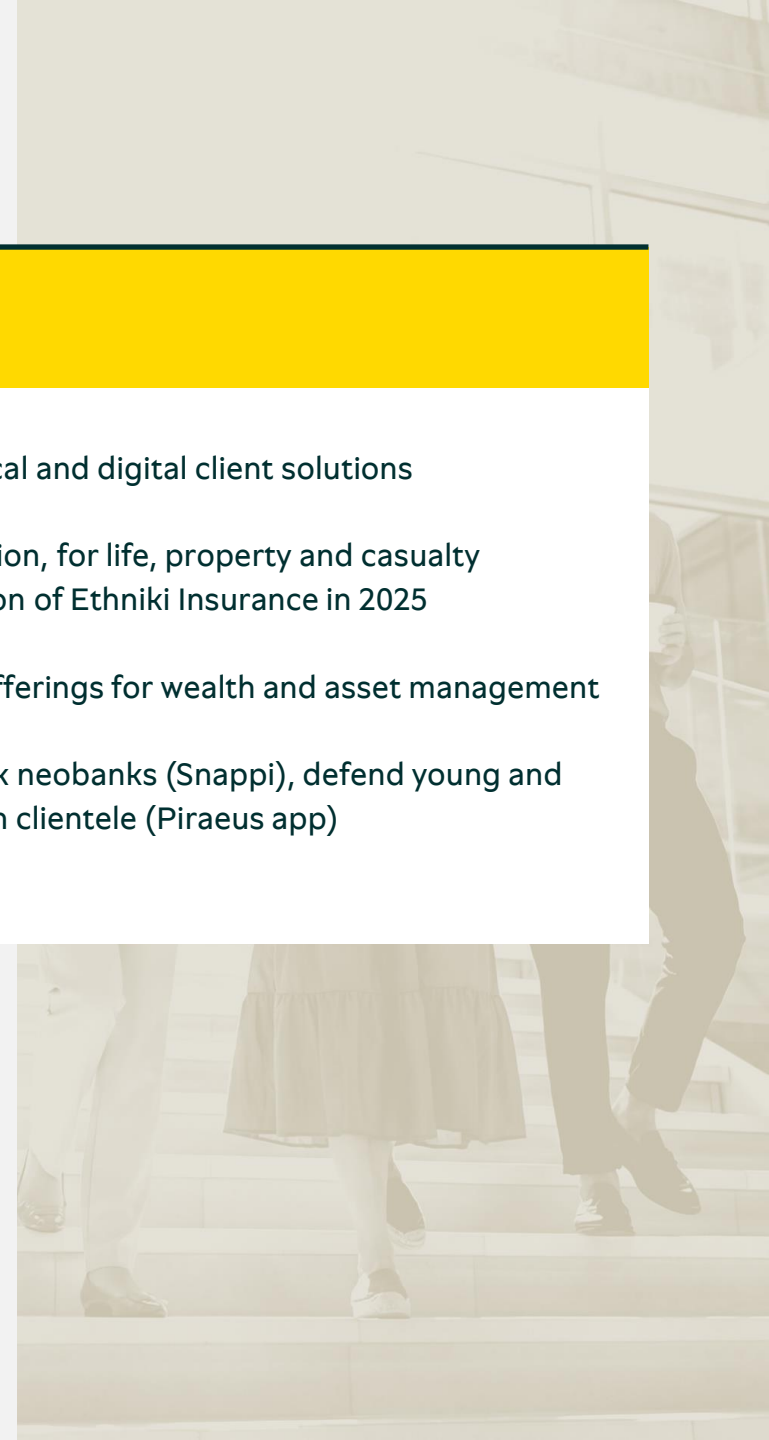 cal and digital client solutions
ion, for life, property and casualty
on of Ethniki Insurance in 2025
fferings for wealth and asset management
k neobanks (Snappi), defend young and
n clientele (Piraeus app)